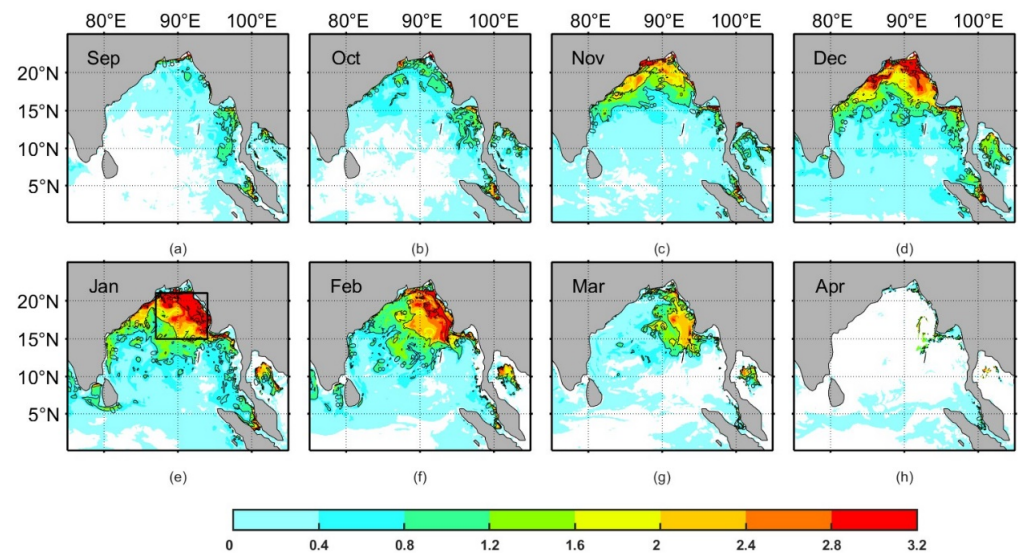 80°E 90°E 100°E 80°E 90°E 100°E 80°E 90°E 100°E 80°E 90°E 100°E
Sep Oct Nov Dec
20°N
15°N
10°N
5°N
(a) (b) (c) (d)
Jan Feb Mar Apr
20°N
15°N
10°N
5°N
(e) (f) (g) (h)
0 0.4 0.8 1.2 1.6 2 2.4 2.8 3.2